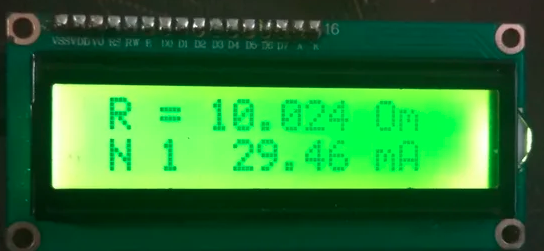 16
VSS VDD V0 RS RW E D0 D1 D2 D3 D4 D5 D6 D7 A K
R = 10.024 Om
N 1 29.46 mA